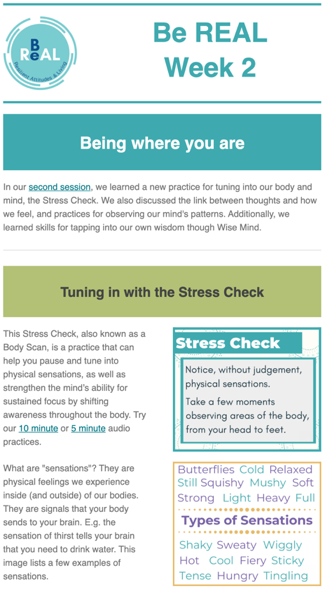 Be
REAL
Be REAL
Week 2
Being where you are
In our second session, we learned a new practice for tuning into our body and
mind, the Stress Check. We also discussed the link between thoughts and how
we feel, and practices for observing our mind's patterns. Additionally, we
learned skills for tapping into our own wisdom though Wise Mind.
Tuning in with the Stress Check
This Stress Check, also known as a
Body Scan, is a practice that can
help you pause and tune into
physical sensations, as well as
strengthen the mind's ability for
sustained focus by shifting
awareness throughout the body. Try
our 10 minute or 5 minute audio
practices.
What are "sensations"? They are
physical feelings we experience
inside (and outside) of our bodies.
They are signals that your body
sends to your brain. E.g. the
sensation of thirst tells your brain
that you need to drink water. This
image lists a few examples of
sensations.
Stress Check
Notice, without judgement,
physical sensations.
Take a few moments
observing areas of the body,
from your head to feet.
Butterflies Cold Relaxed
Still Squishy Mushy Soft
Strong Light Heavy Full
Types of Sensations
Shaky Sweaty Wiggly
Hot Cool Fiery Sticky
Tense Hungry Tingling